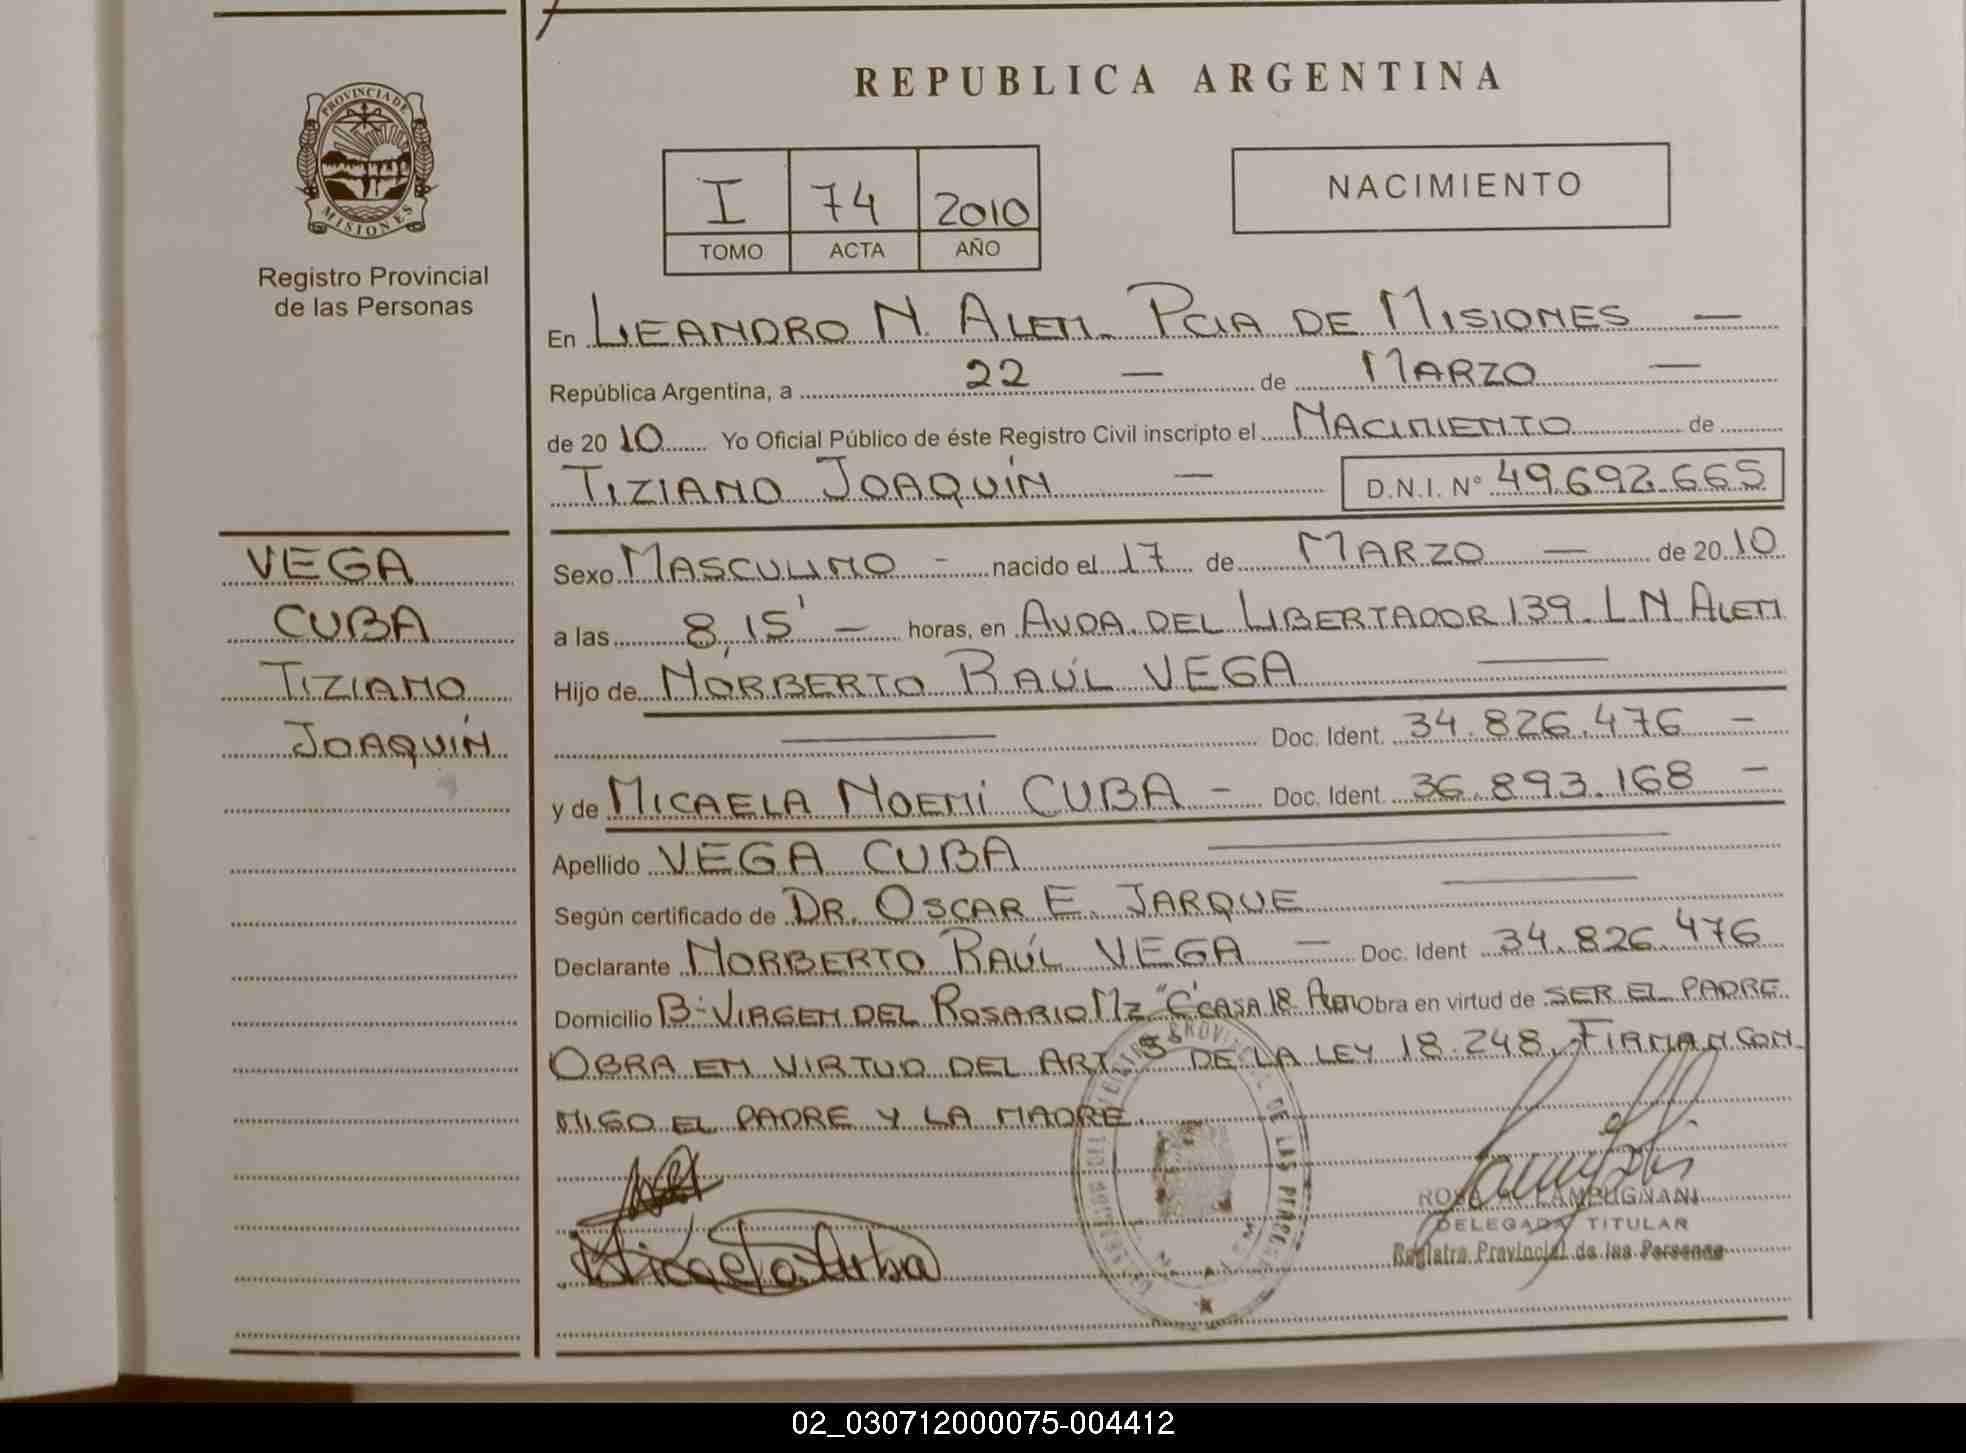 REPUBLICA ARGENTINA
PROVINCIA DE
MISIONES
Registro Provincial
de las Personas
I 74 2010
TOMO ACTA AÑO
NACIMIENTO
En LEANDRO N. ALEM. PCIA DE MISIONES —
República Argentina, a 22 — de MARZO —
de 2010 Yo Oficial Público de éste Registro Civil inscripto el NACIMIENTO de
TIZIANO JOAQUÍN — D.N.I. N° 49.692.665
VEGA
CUBA
TIZIANO
JOAQUÍN
Sexo MASCULINO - nacido el 17 de MARZO — de 2010
a las 8,15' — horas, en AVDA. DEL LIBERTADOR 139. L N. ALEM
Hijo de NORBERTO RAÚL VEGA —
— Doc. Ident. 34.826.476 —
y de MICAELA NOEMI CUBA - Doc. Ident. 36.893.168 —
Apellido VEGA CUBA —
Según certificado de DR. OSCAR E. JARQUE —
Declarante NORBERTO RAÚL VEGA — Doc. Ident 34.826.476
Domicilio B- VIRGEN DEL ROSARIO MZ "C" CASA 18. ALEM Obra en virtud de SER EL PADRE.
OBRA EN VIRTUD DEL ART. 5° DE LA LEY 18.248. FIRMAN CON-
MIGO EL PADRE Y LA MADRE.
Micaela Cuba
ROSA A. LAMPUGNANI
DELEGADA TITULAR
Registro Provincial de las Personas
02_030712000075-004412